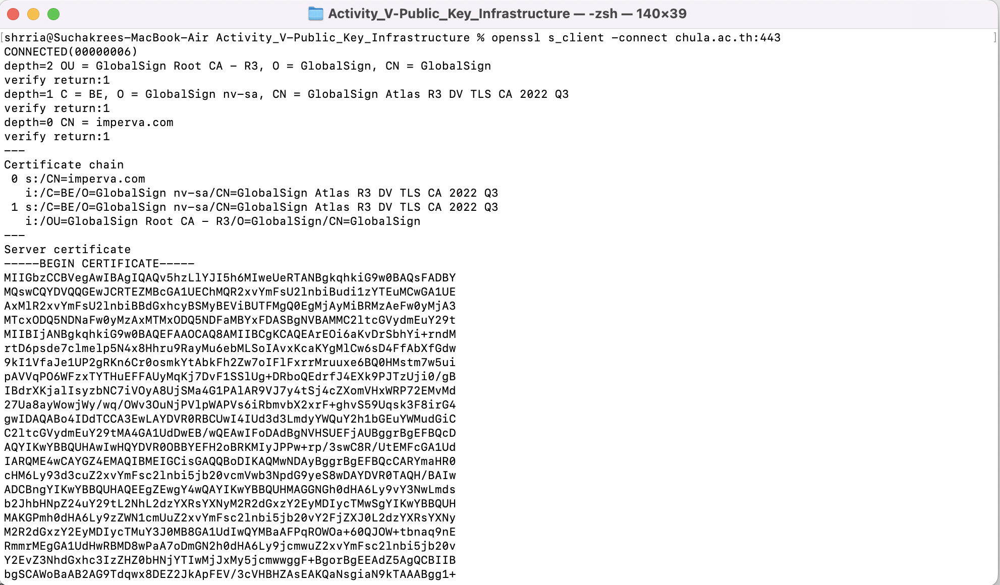 Activity_V-Public_Key_Infrastructure — -zsh — 140×39
[shrria@Suchakrees-MacBook-Air Activity_V-Public_Key_Infrastructure % openssl s_client -connect chula.ac.th:443 ]
CONNECTED(00000006)
depth=2 OU = GlobalSign Root CA - R3, O = GlobalSign, CN = GlobalSign
verify return:1
depth=1 C = BE, O = GlobalSign nv-sa, CN = GlobalSign Atlas R3 DV TLS CA 2022 Q3
verify return:1
depth=0 CN = imperva.com
verify return:1
---
Certificate chain
 0 s:/CN=imperva.com
   i:/C=BE/O=GlobalSign nv-sa/CN=GlobalSign Atlas R3 DV TLS CA 2022 Q3
 1 s:/C=BE/O=GlobalSign nv-sa/CN=GlobalSign Atlas R3 DV TLS CA 2022 Q3
   i:/OU=GlobalSign Root CA - R3/O=GlobalSign/CN=GlobalSign
---
Server certificate
-----BEGIN CERTIFICATE-----
MIIGbzCCBVegAwIBAgIQAQv5hzLlYJI5h6MIweUeRTANBgkqhkiG9w0BAQsFADBY
MQswCQYDVQQGEwJCRTEZMBcGA1UEChMQR2xvYmFsU2lnbiBudi1zYTEuMCwGA1UE
AxMlR2xvYmFsU2lnbiBBdGxhcyBSMyBEViBUTFMgQ0EgMjAyMiBRMzAeFw0yMjA3
MTcxODQ5NDNaFw0yMzAxMTMxODQ5NDFaMBYxFDASBgNVBAMMC2ltcGVydmEuY29t
MIIBIjANBgkqhkiG9w0BAQEFAAOCAQ8AMIIBCgKCAQEArEOi6aKvDrSbhYi+rndM
rtD6psde7clmelp5N4x8Hhru9RayMu6ebMLSoIAvxKcaKYgMlCw6sD4FfAbXfGdw
9kI1VfaJe1UP2gRKn6Cr0osmkYtAbkFh2Zw7oIFlFxrrMruuxe6BQ0HMstm7w5ui
pAVVqPO6WFzxTYTHuEFFAUyMqKj7DvF1SSlUg+DRboQEdrfJ4EXk9PJTzUji0/gB
IBdrXKjalIsyzbNC7iVOyA8UjSMa4G1PAlAR9VJ7y4tSj4cZXomVHxWRP72EMvMd
27Ua8ayWowjWy/wq/OWv3OuNjPVlpWAPVs6iRbmvbX2xrF+ghvS59Uqsk3F8irG4
gwIDAQABo4IDdTCCA3EwLAYDVR0RBCUwI4IUd3d3LmdyYWQuY2h1bGEuYWMudGiC
C2ltcGVydmEuY29tMA4GA1UdDwEB/wQEAwIFoDAdBgNVHSUEFjAUBggrBgEFBQcD
AQYIKwYBBQUHAwIwHQYDVR0OBBYEFH2oBRKMIyJPPw+rp/3swC8R/UtEMFcGA1Ud
IARQME4wCAYGZ4EMAQIBMEIGCisGAQQBoDIKAQMwNDAyBggrBgEFBQcCARYmaHR0
cHM6Ly93d3cuZ2xvYmFsc2lnbi5jb20vcmVwb3NpdG9yeS8wDAYDVR0TAQH/BAIw
ADCBngYIKwYBBQUHAQEEgZEwgY4wQAYIKwYBBQUHMAGGNGh0dHA6Ly9vY3NwLmds
b2JhbHNpZ24uY29tL2NhL2dzYXRsYXNyM2R2dGxzY2EyMDIycTMwSgYIKwYBBQUH
MAKGPmh0dHA6Ly9zZWN1cmUuZ2xvYmFsc2lnbi5jb20vY2FjZXJ0L2dzYXRsYXNy
M2R2dGxzY2EyMDIycTMuY3J0MB8GA1UdIwQYMBaAFPqROWOa+60QJOW+tbnaq9nE
RmmrMEgGA1UdHwRBMD8wPaA7oDmGN2h0dHA6Ly9jcmwuZ2xvYmFsc2lnbi5jb20v
Y2EvZ3NhdGxhc3IzZHZ0bHNjYTIwMjJxMy5jcmwwggF+BgorBgEEAdZ5AgQCBIIB
bgSCAWoBaAB2AG9Tdqwx8DEZ2JkApFEV/3cVHBHZAsEAKQaNsgiaN9kTAAABgg1+